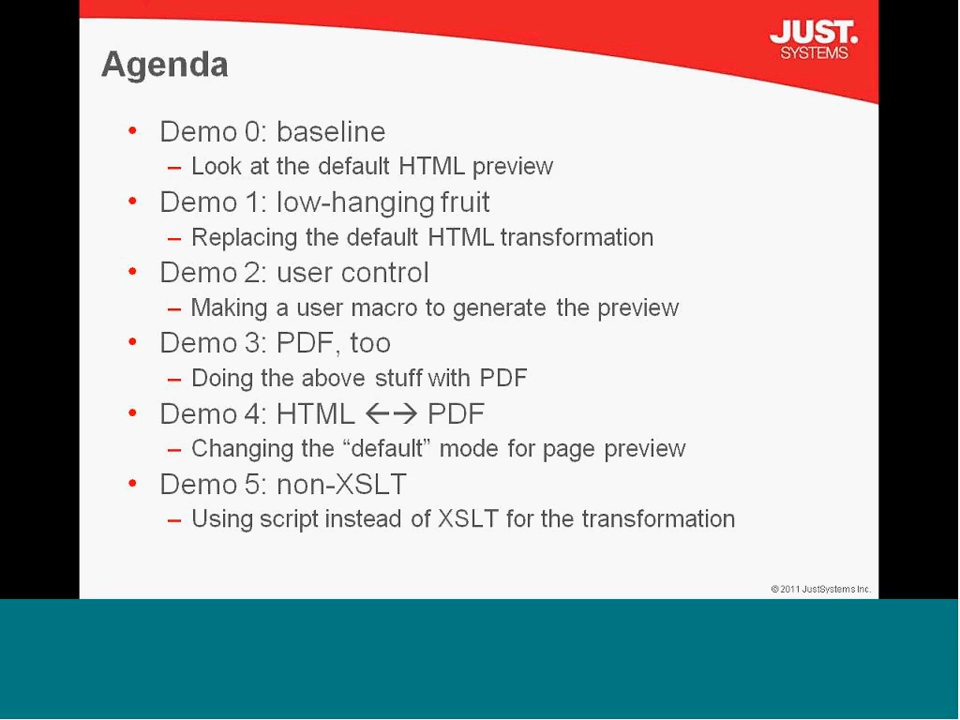 JUST.
SYSTEMS
Agenda
• Demo 0: baseline
– Look at the default HTML preview
• Demo 1: low-hanging fruit
– Replacing the default HTML transformation
• Demo 2: user control
– Making a user macro to generate the preview
• Demo 3: PDF, too
– Doing the above stuff with PDF
• Demo 4: HTML ←→ PDF
– Changing the “default” mode for page preview
• Demo 5: non-XSLT
– Using script instead of XSLT for the transformation
© 2011 JustSystems Inc.